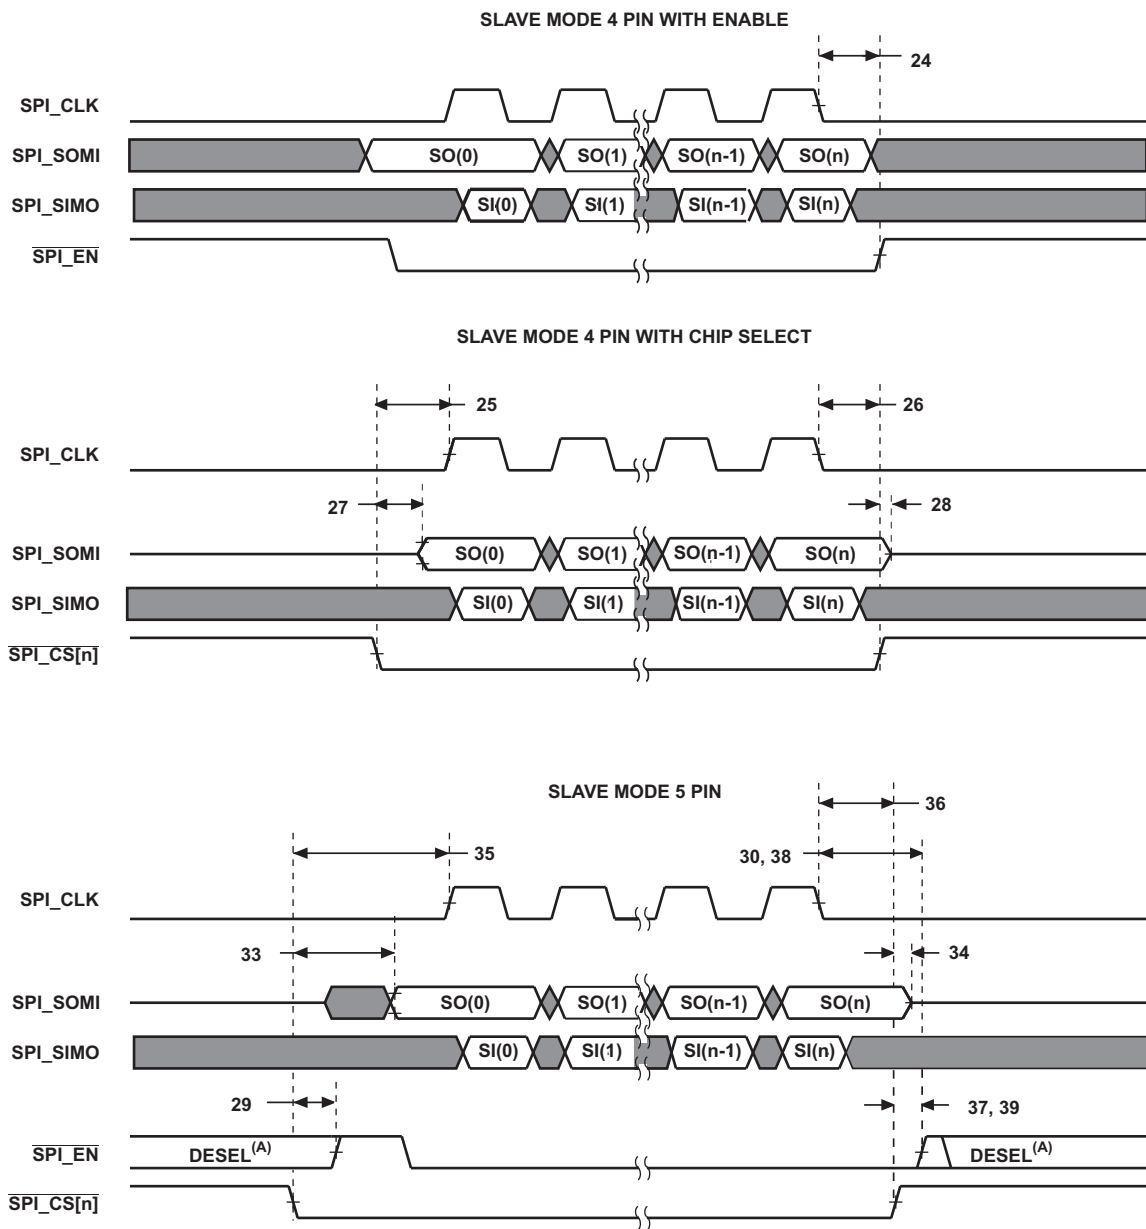 SLAVE MODE 4 PIN WITH ENABLE
24
SPI_CLK
SPI_SOMI SO(0) SO(1) SO(n-1) SO(n)
SPI_SIMO SI(0) SI(1) SI(n-1) SI(n)
SPI_EN
SLAVE MODE 4 PIN WITH CHIP SELECT
25 26
SPI_CLK
27 28
SPI_SOMI SO(0) SO(1) SO(n-1) SO(n)
SPI_SIMO SI(0) SI(1) SI(n-1) SI(n)
SPI_CS[n]
SLAVE MODE 5 PIN
36
35 30, 38
SPI_CLK
33 34
SPI_SOMI SO(0) SO(1) SO(n-1) SO(n)
SPI_SIMO SI(0) SI(1) SI(n-1) SI(n)
29 37, 39
SPI_EN DESEL(A) DESEL(A)
SPI_CS[n]